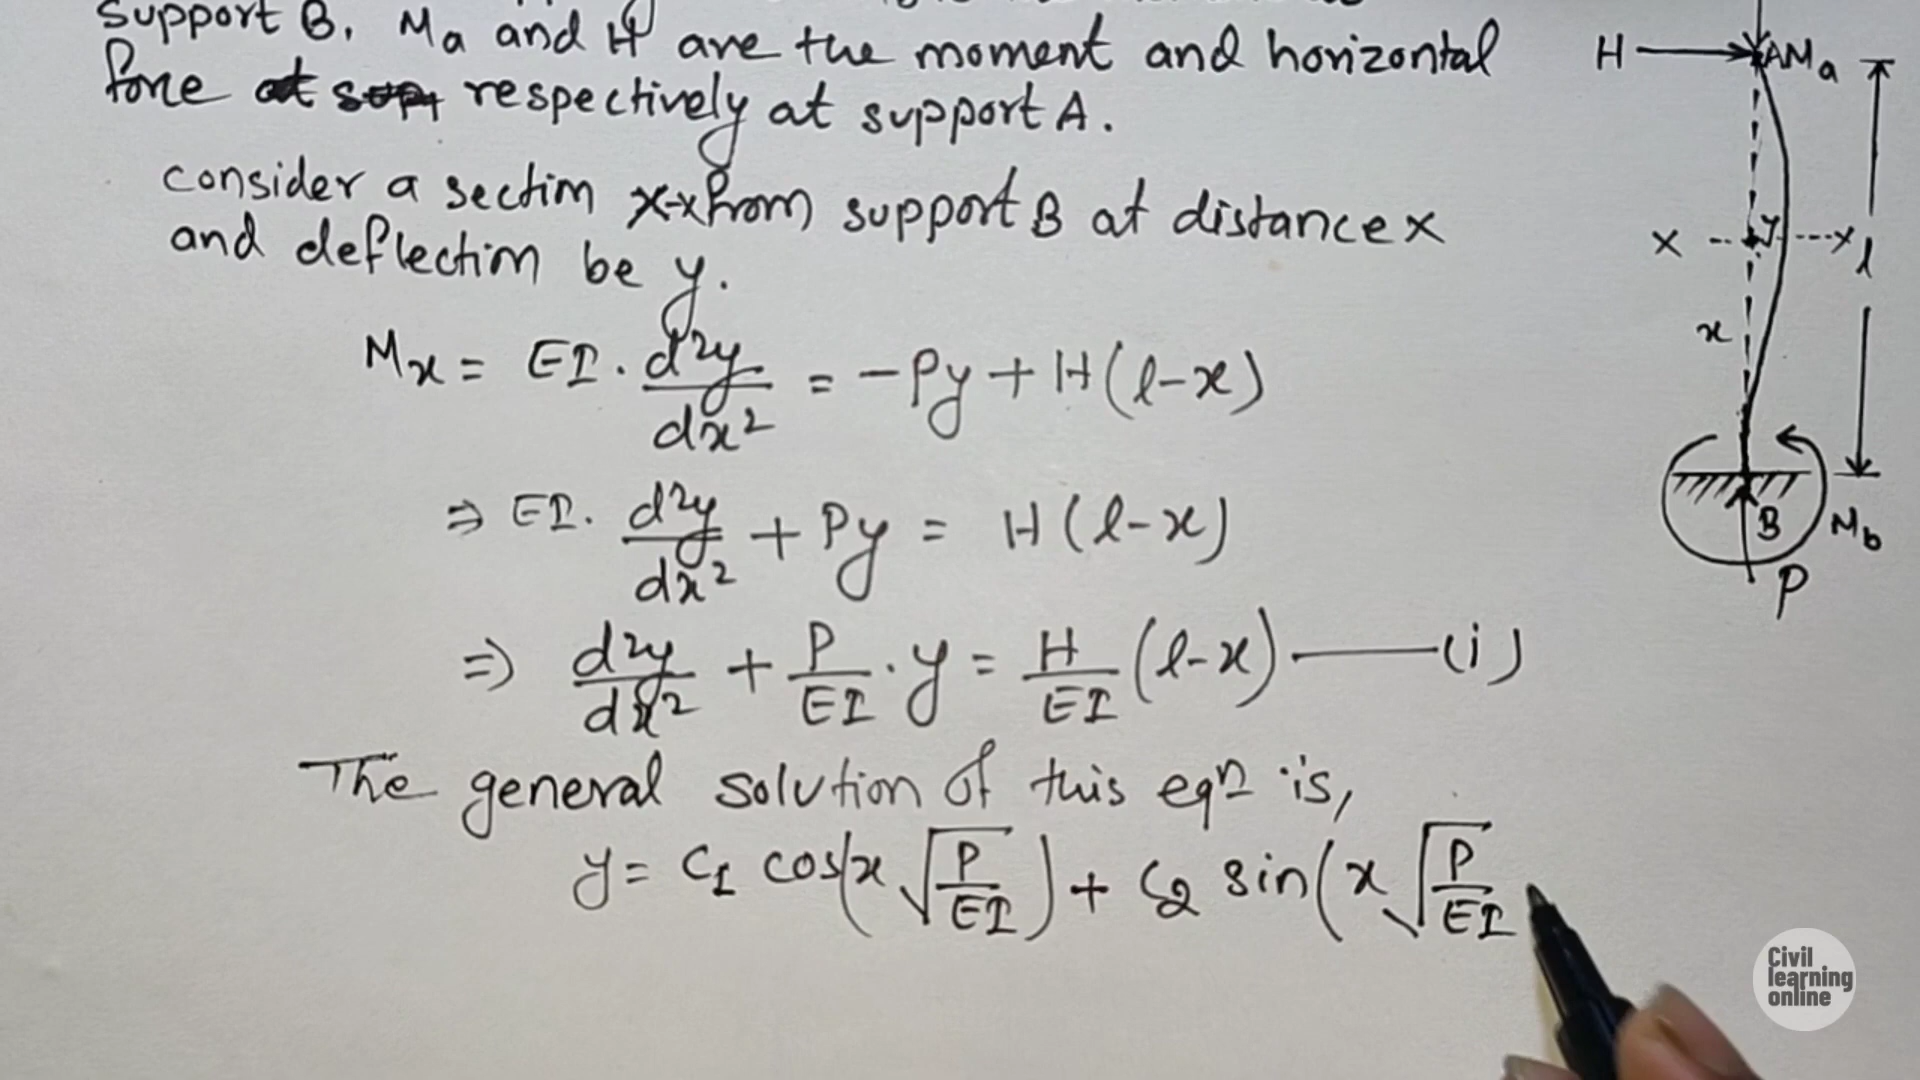 support B. Ma and H are the moment and horizontal
force at sup respectively at support A.
consider a section x-x from support B at distance x
and deflection be y.
Mx = EI. d²y/dx² = -Py + H(l-x)
⇒ EI. d²y/dx² + Py = H(l-x)
⇒ d²y/dx² + P/EI . y = H/EI (l-x) —— (i)
The general solution of this eqn is,
y = C1 cos(x √(P/EI)) + C2 sin(x √(P/EI)
H A Ma
x y x l
x
B Mb
P
Civil
learning
online